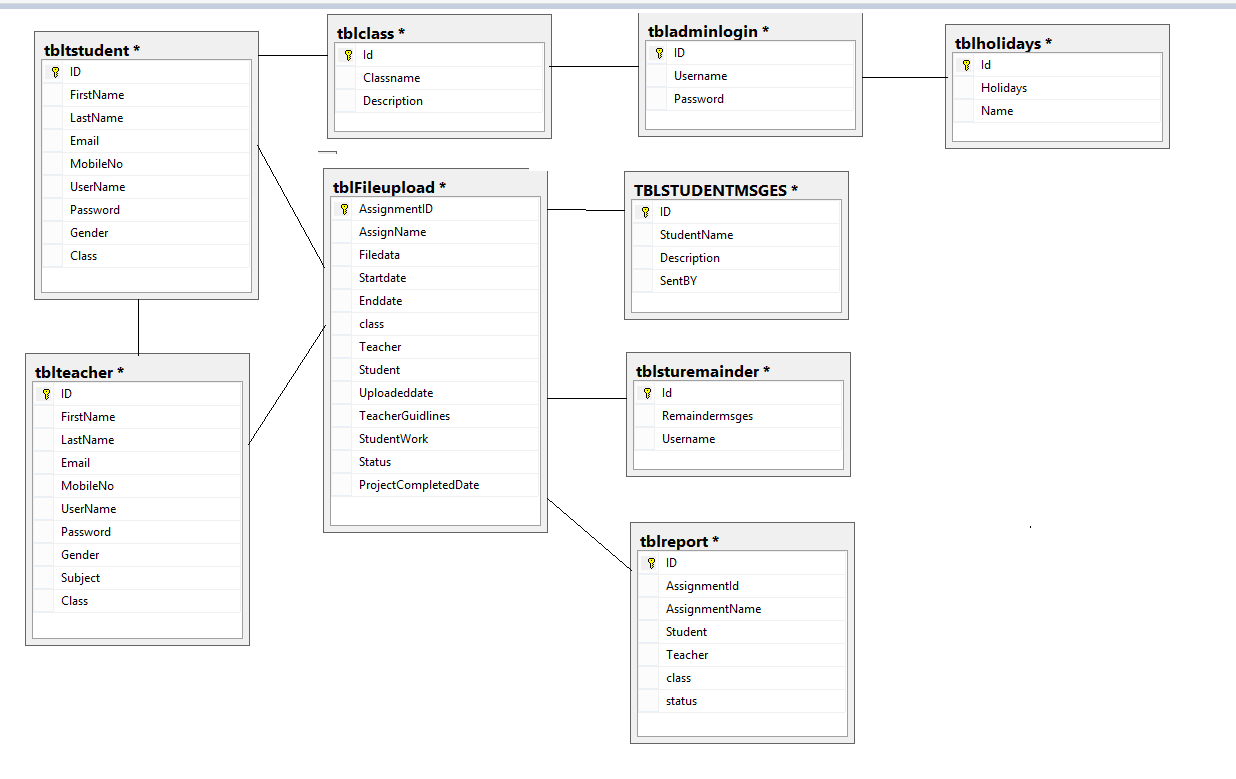 tbltstudent *
ID
FirstName
LastName
Email
MobileNo
UserName
Password
Gender
Class
tblclass *
Id
Classname
Description
tbladminlogin *
ID
Username
Password
tblholidays *
Id
Holidays
Name
tblteacher *
ID
FirstName
LastName
Email
MobileNo
UserName
Password
Gender
Subject
Class
tblFileupload *
AssignmentID
AssignName
Filedata
Startdate
Enddate
class
Teacher
Student
Uploadeddate
TeacherGuidlines
StudentWork
Status
ProjectCompletedDate
TBLSTUDENTMSGES *
ID
StudentName
Description
SentBY
tblsturemainder *
Id
Remaindermsges
Username
tblreport *
ID
AssignmentId
AssignmentName
Student
Teacher
class
status